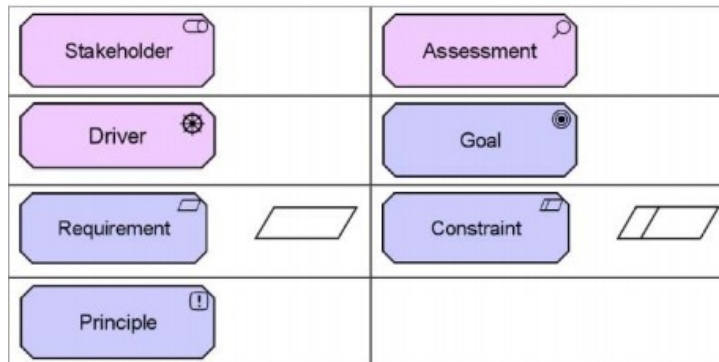 Stakeholder
Assessment
Driver
Goal
Requirement
Constraint
Principle